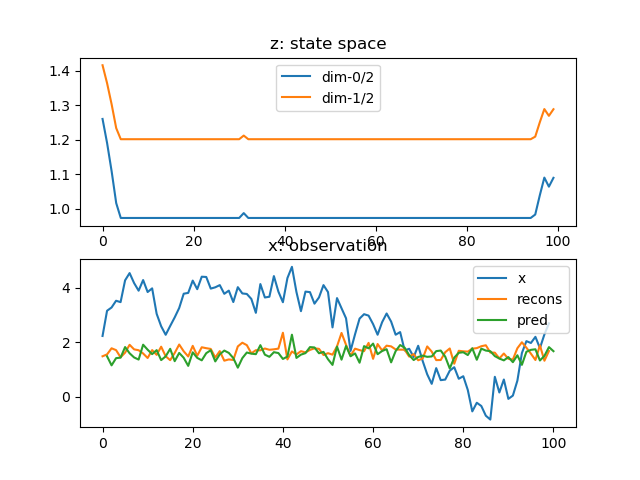 z: state space
1.4
1.3
1.2
1.1
1.0
dim-0/2
dim-1/2
0 20 40 60 80 100
x: observation
4
2
0
x
recons
pred
0 20 40 60 80 100